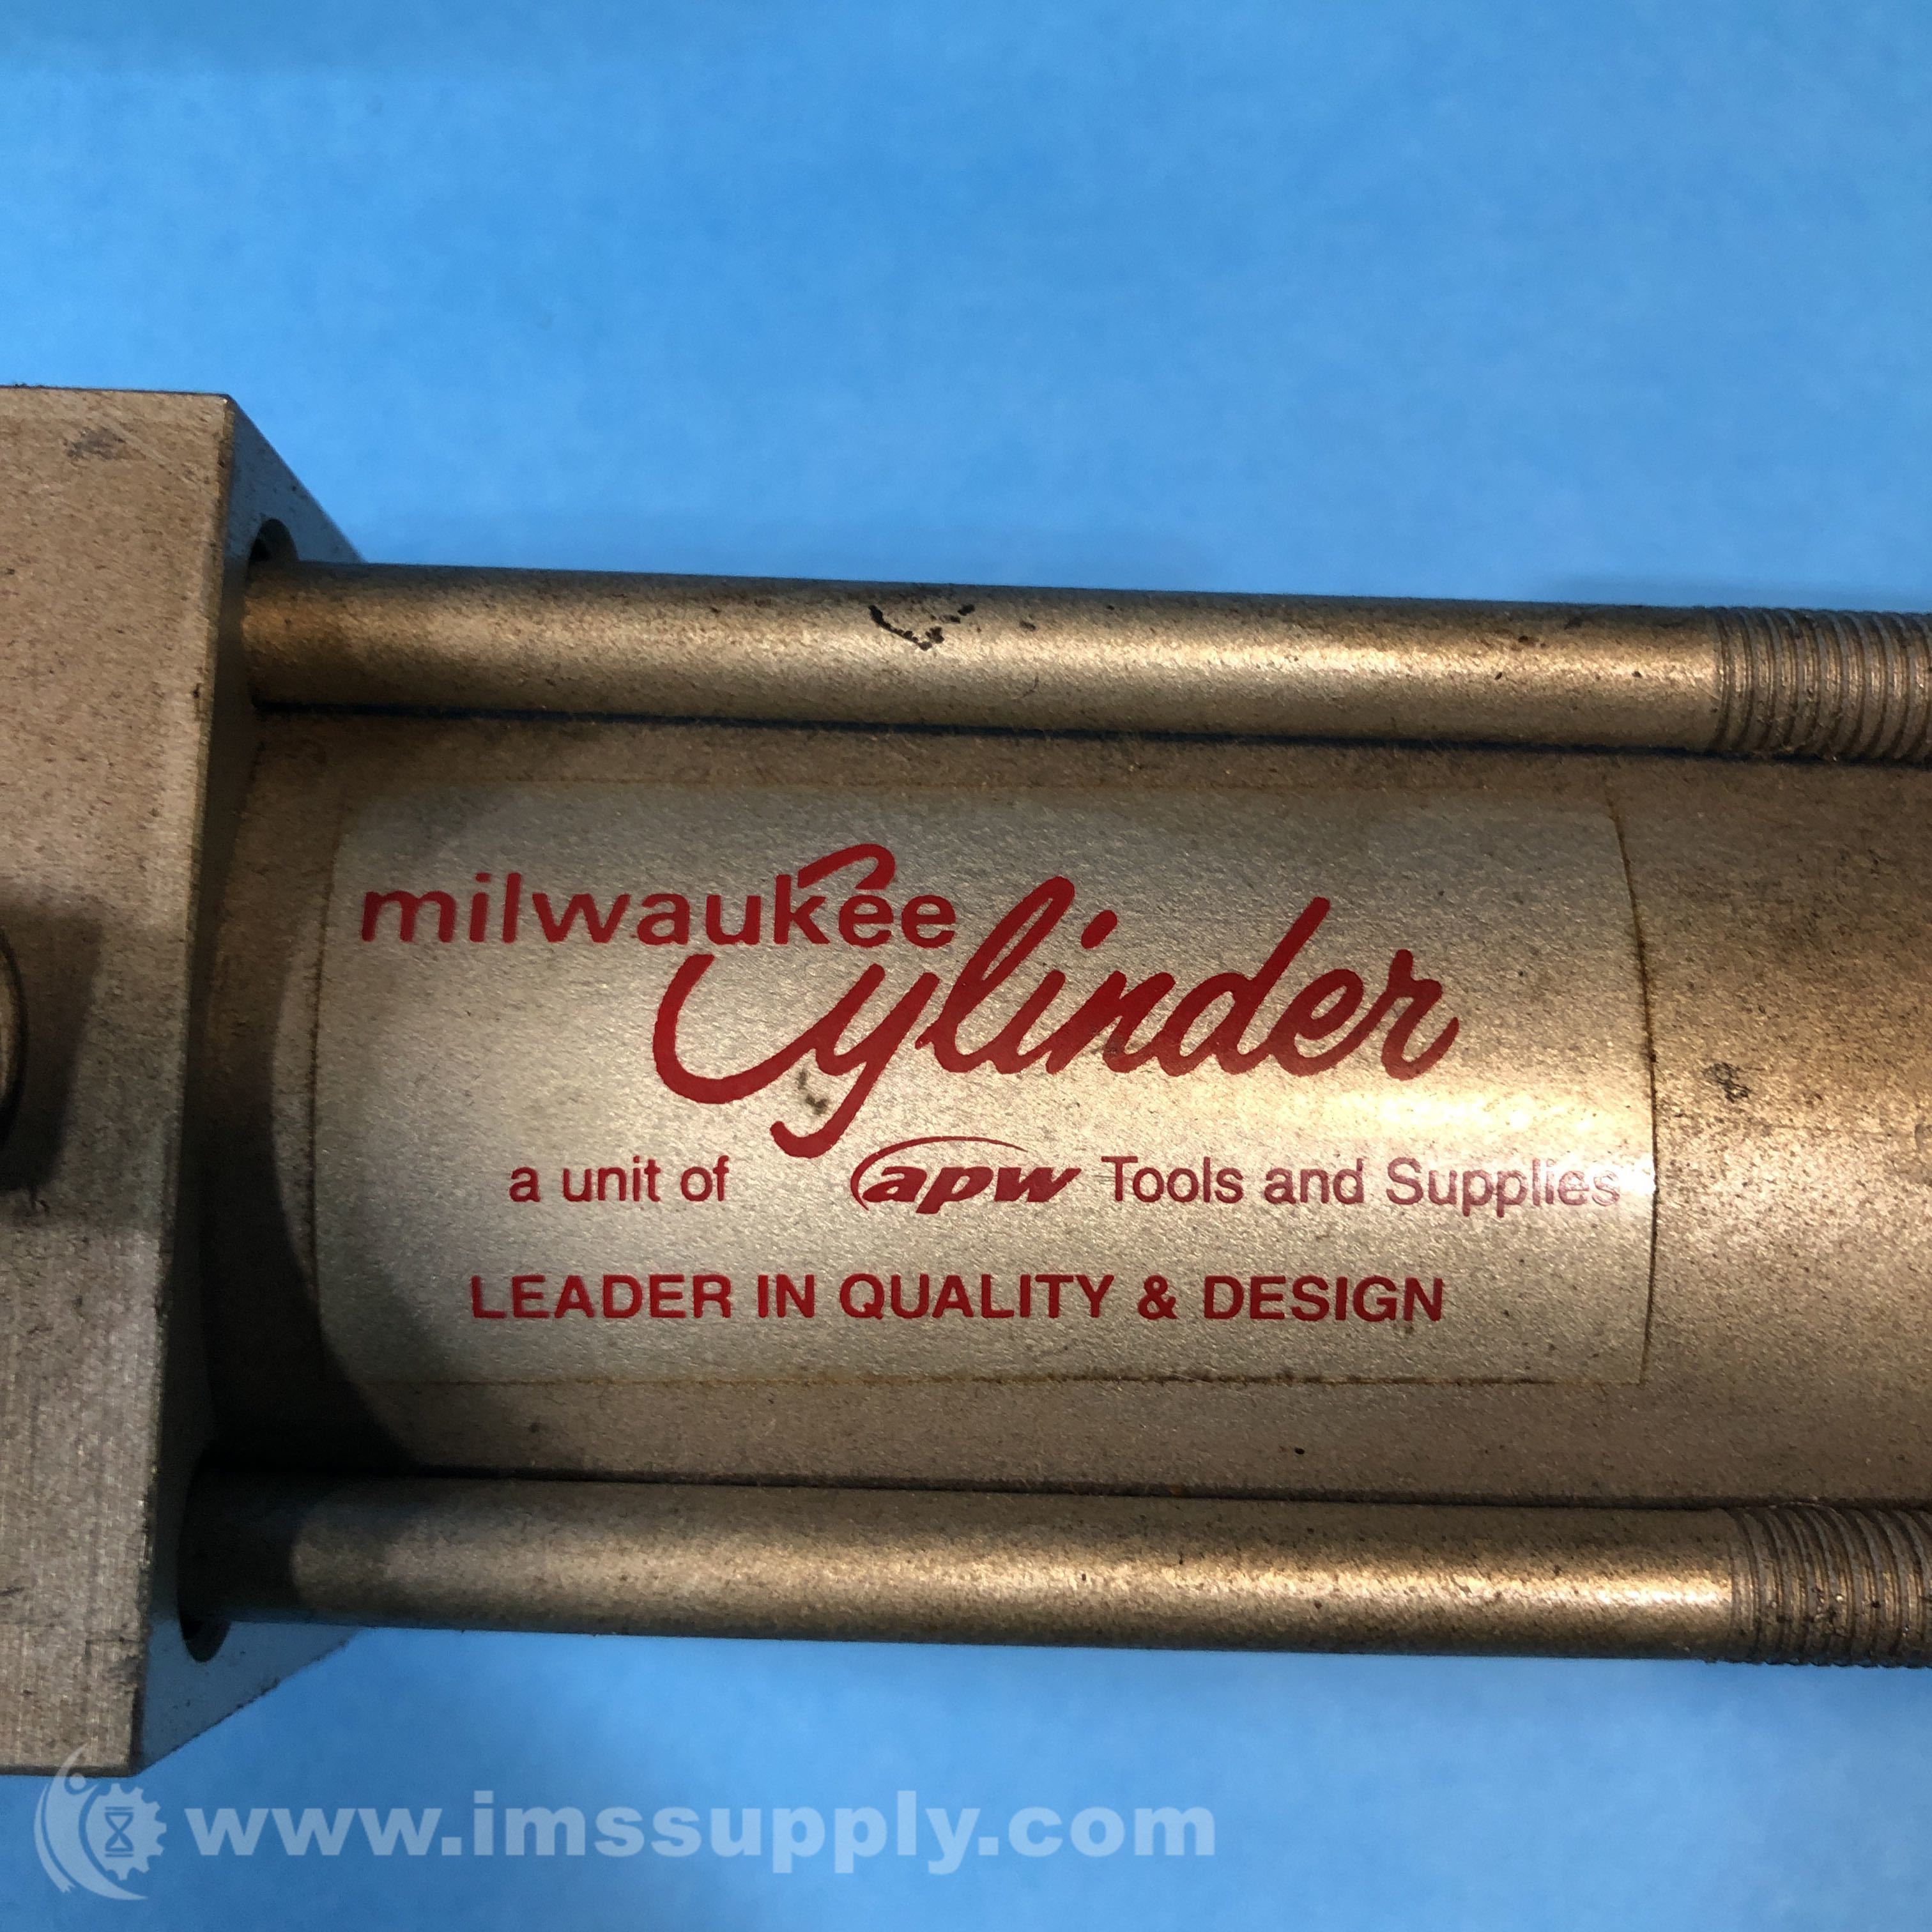 milwaukee
Cylinder
a unit of apw Tools and Supplies
LEADER IN QUALITY & DESIGN
www.imssupply.com